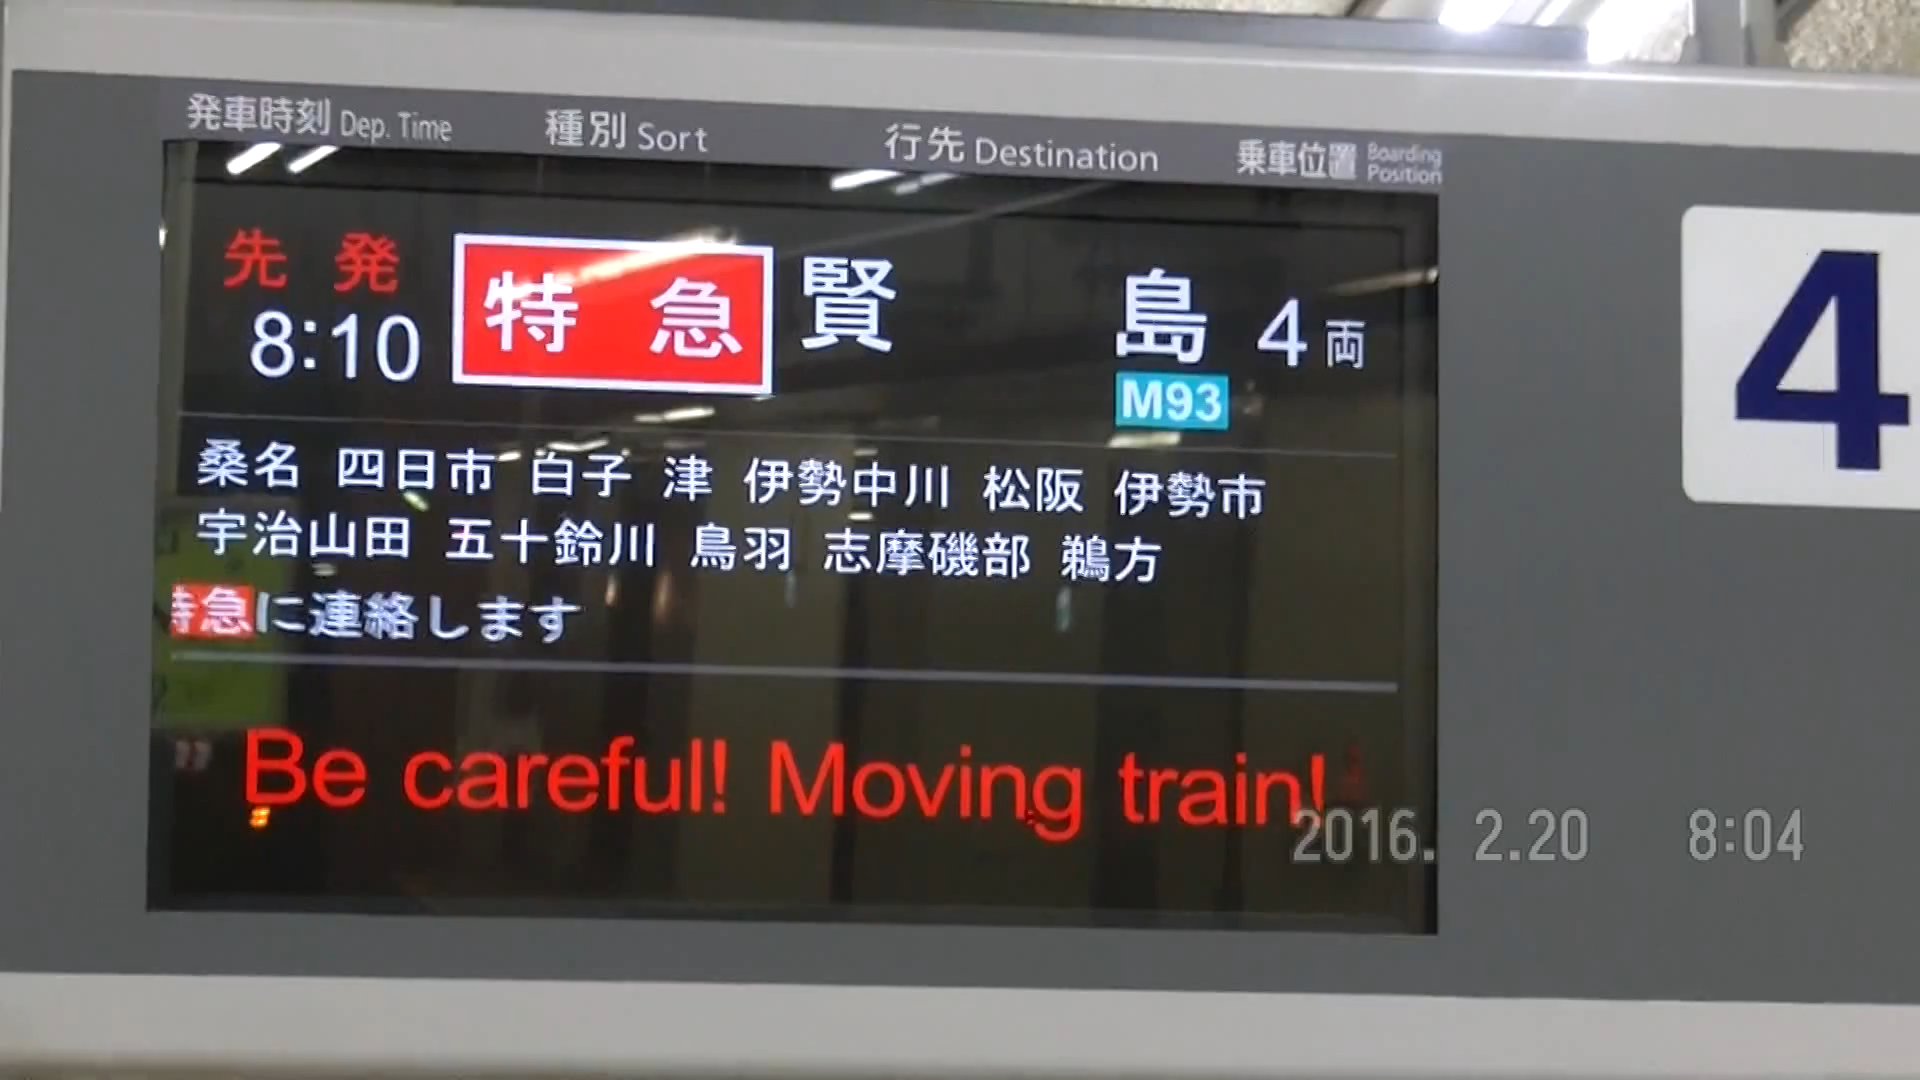 発車時刻 Dep. Time 種別 Sort 行先 Destination 乗車位置 Boarding Position
先発
8:10 特急 賢島 4両
M93
4
桑名 四日市 白子 津 伊勢中川 松阪 伊勢市
宇治山田 五十鈴川 鳥羽 志摩磯部 鵜方
特急に連絡します
Be careful! Moving train!
2016. 2.20 8:04